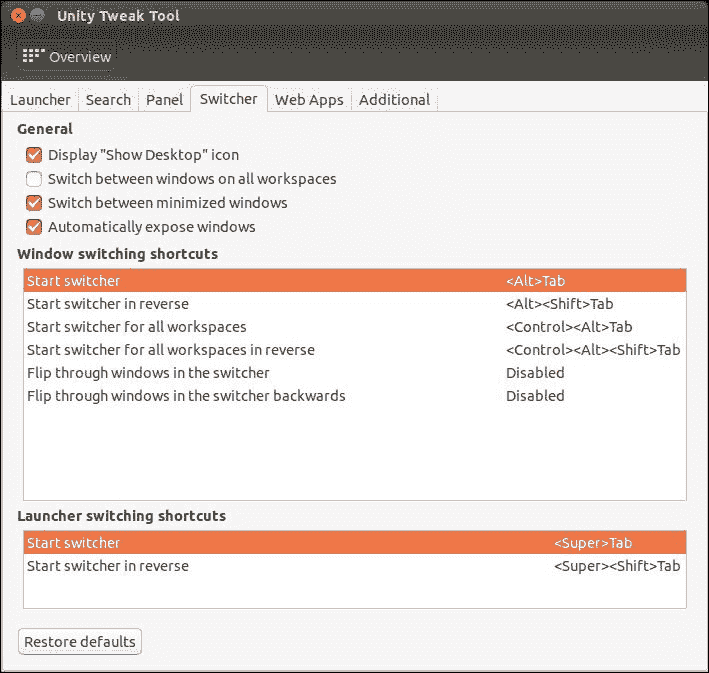 Unity Tweak Tool
Overview
Launcher Search Panel Switcher Web Apps Additional
General
Display "Show Desktop" icon
Switch between windows on all workspaces
Switch between minimized windows
Automatically expose windows
Window switching shortcuts
Start switcher <Alt>Tab
Start switcher in reverse <Alt><Shift>Tab
Start switcher for all workspaces <Control><Alt>Tab
Start switcher for all workspaces in reverse <Control><Alt><Shift>Tab
Flip through windows in the switcher Disabled
Flip through windows in the switcher backwards Disabled
Launcher switching shortcuts
Start switcher <Super>Tab
Start switcher in reverse <Super><Shift>Tab
Restore defaults